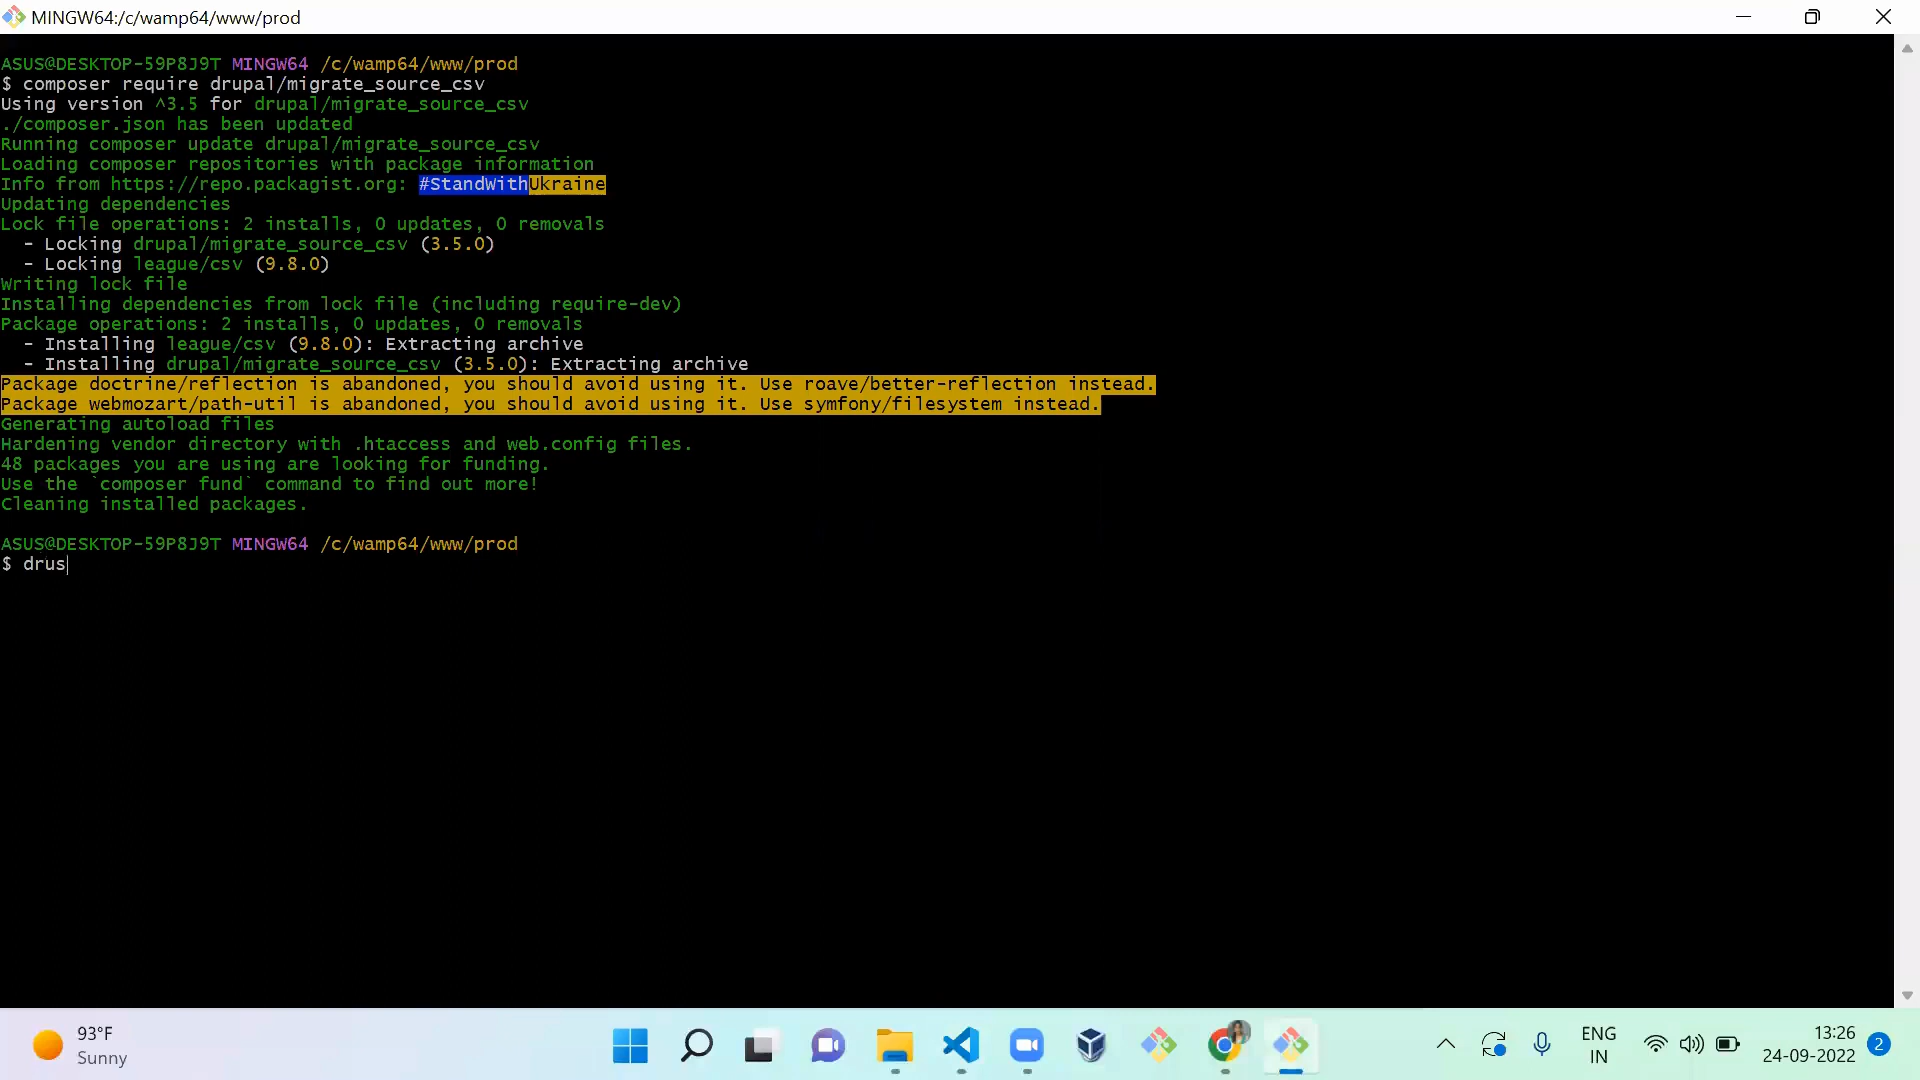 MINGW64:/c/wamp64/www/prod
ASUS@DESKTOP-59P8J9T MINGW64 /c/wamp64/www/prod
$ composer require drupal/migrate_source_csv
Using version ^3.5 for drupal/migrate_source_csv
./composer.json has been updated
Running composer update drupal/migrate_source_csv
Loading composer repositories with package information
Info from https://repo.packagist.org: #StandWithUkraine
Updating dependencies
Lock file operations: 2 installs, 0 updates, 0 removals
- Locking drupal/migrate_source_csv (3.5.0)
- Locking league/csv (9.8.0)
Writing lock file
Installing dependencies from lock file (including require-dev)
Package operations: 2 installs, 0 updates, 0 removals
- Installing league/csv (9.8.0): Extracting archive
- Installing drupal/migrate_source_csv (3.5.0): Extracting archive
Package doctrine/reflection is abandoned, you should avoid using it. Use roave/better-reflection instead.
Package webmozart/path-util is abandoned, you should avoid using it. Use symfony/filesystem instead.
Generating autoload files
Hardening vendor directory with .htaccess and web.config files.
48 packages you are using are looking for funding.
Use the `composer fund` command to find out more!
Cleaning installed packages.
ASUS@DESKTOP-59P8J9T MINGW64 /c/wamp64/www/prod
$ drus
93°F
Sunny
ENG
IN
13:26
24-09-2022
2